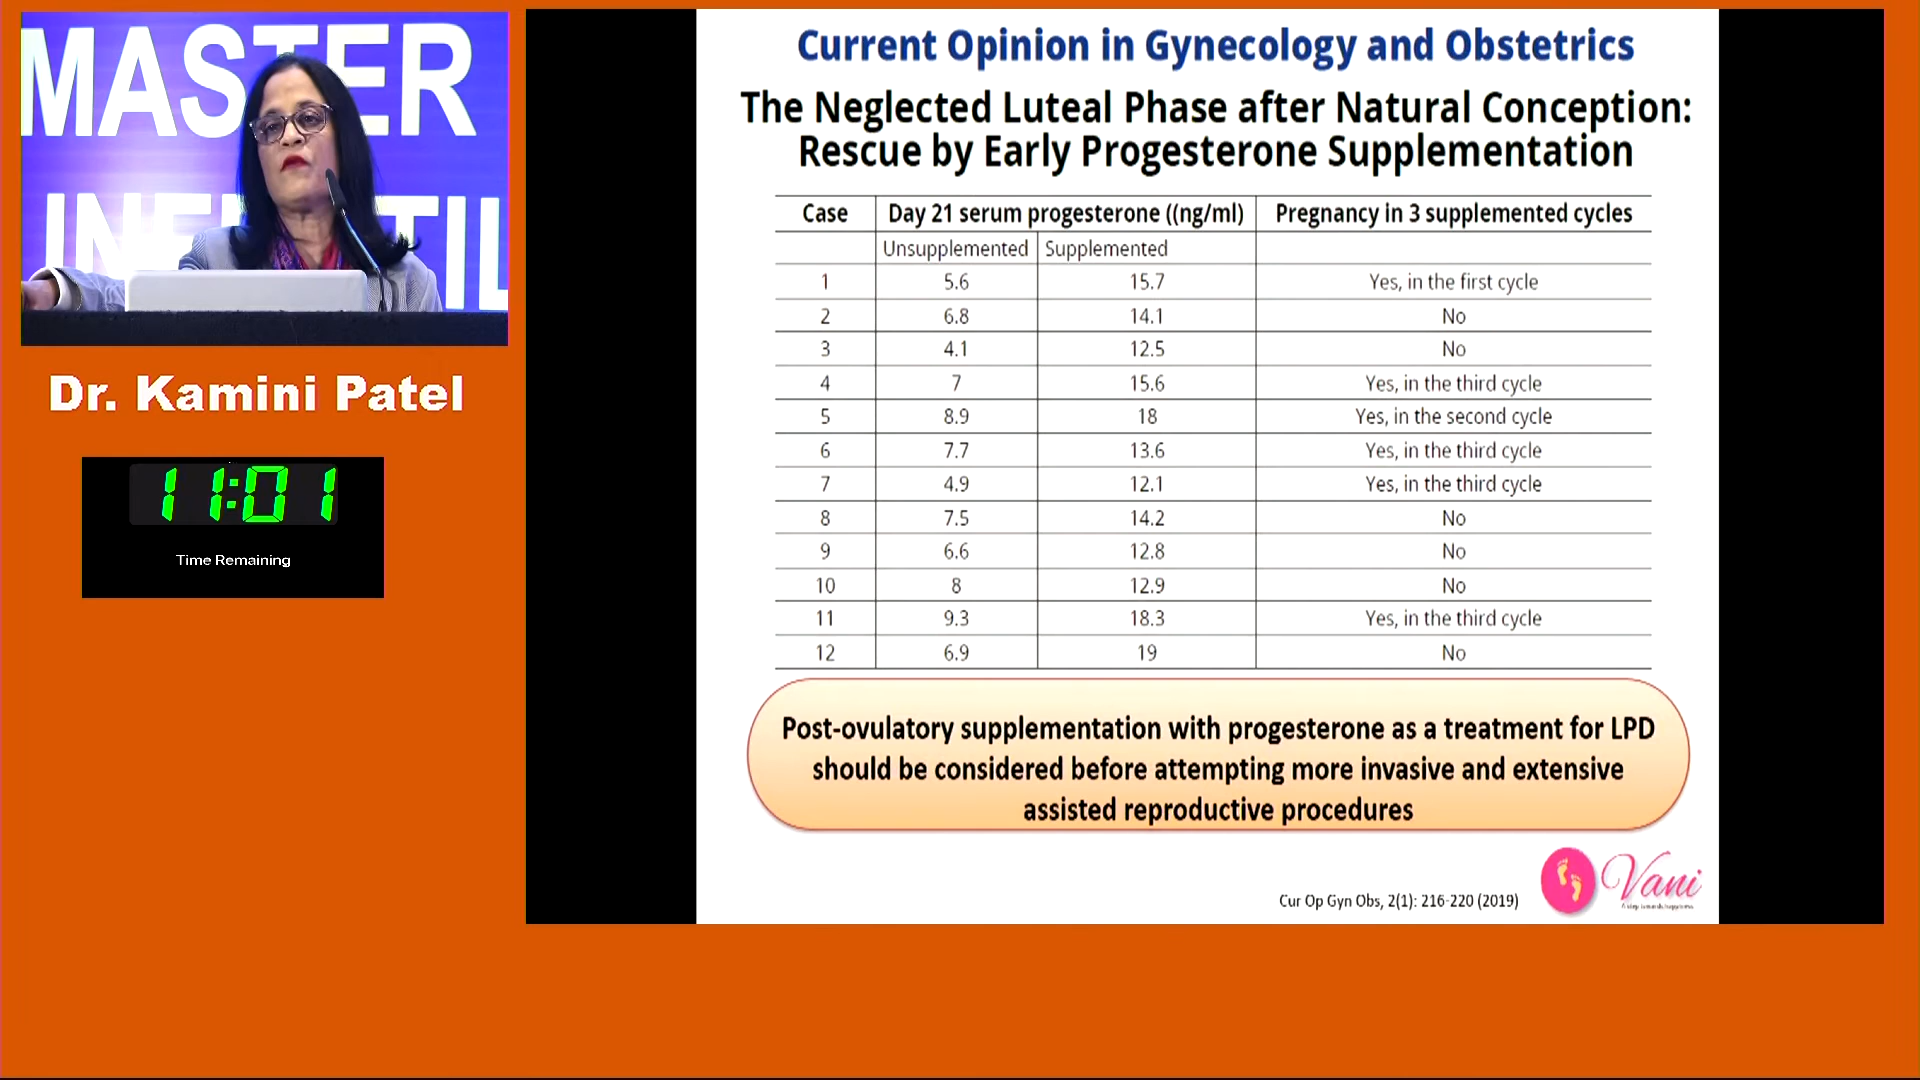 MASTER
Dr. Kamini Patel
11:01
Time Remaining
Current Opinion in Gynecology and Obstetrics
The Neglected Luteal Phase after Natural Conception:
Rescue by Early Progesterone Supplementation
Case Day 21 serum progesterone ((ng/ml) Pregnancy in 3 supplemented cycles
Unsupplemented Supplemented
1 5.6 15.7 Yes, in the first cycle
2 6.8 14.1 No
3 4.1 12.5 No
4 7 15.6 Yes, in the third cycle
5 8.9 18 Yes, in the second cycle
6 7.7 13.6 Yes, in the third cycle
7 4.9 12.1 Yes, in the third cycle
8 7.5 14.2 No
9 6.6 12.8 No
10 8 12.9 No
11 9.3 18.3 Yes, in the third cycle
12 6.9 19 No
Post-ovulatory supplementation with progesterone as a treatment for LPD
should be considered before attempting more invasive and extensive
assisted reproductive procedures
Cur Op Gyn Obs, 2(1): 216-220 (2019)
Vani